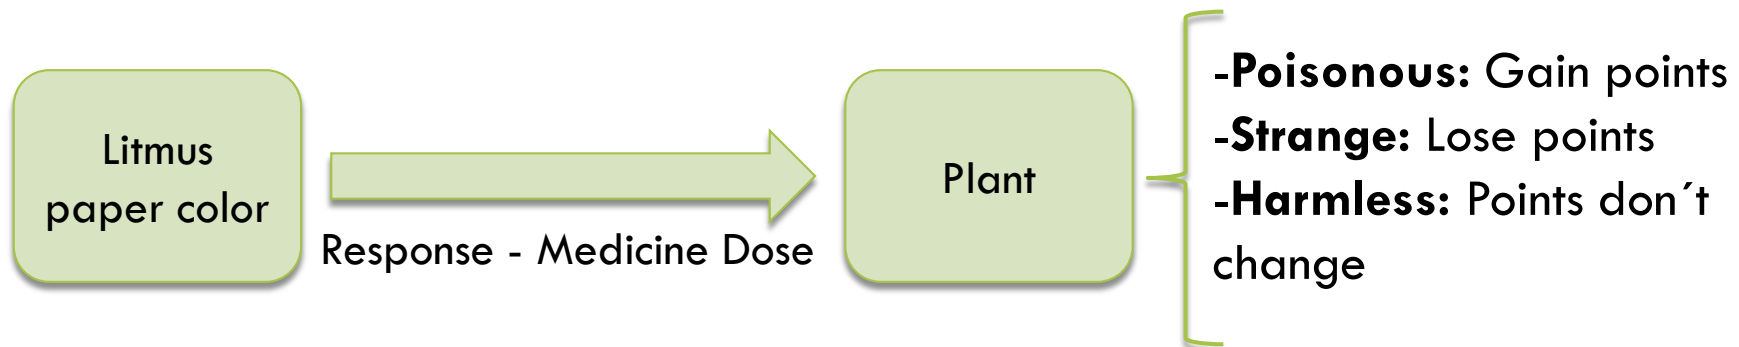 Litmus
paper color
Response - Medicine Dose
Plant
-Poisonous: Gain points
-Strange: Lose points
-Harmless: Points don´t
change